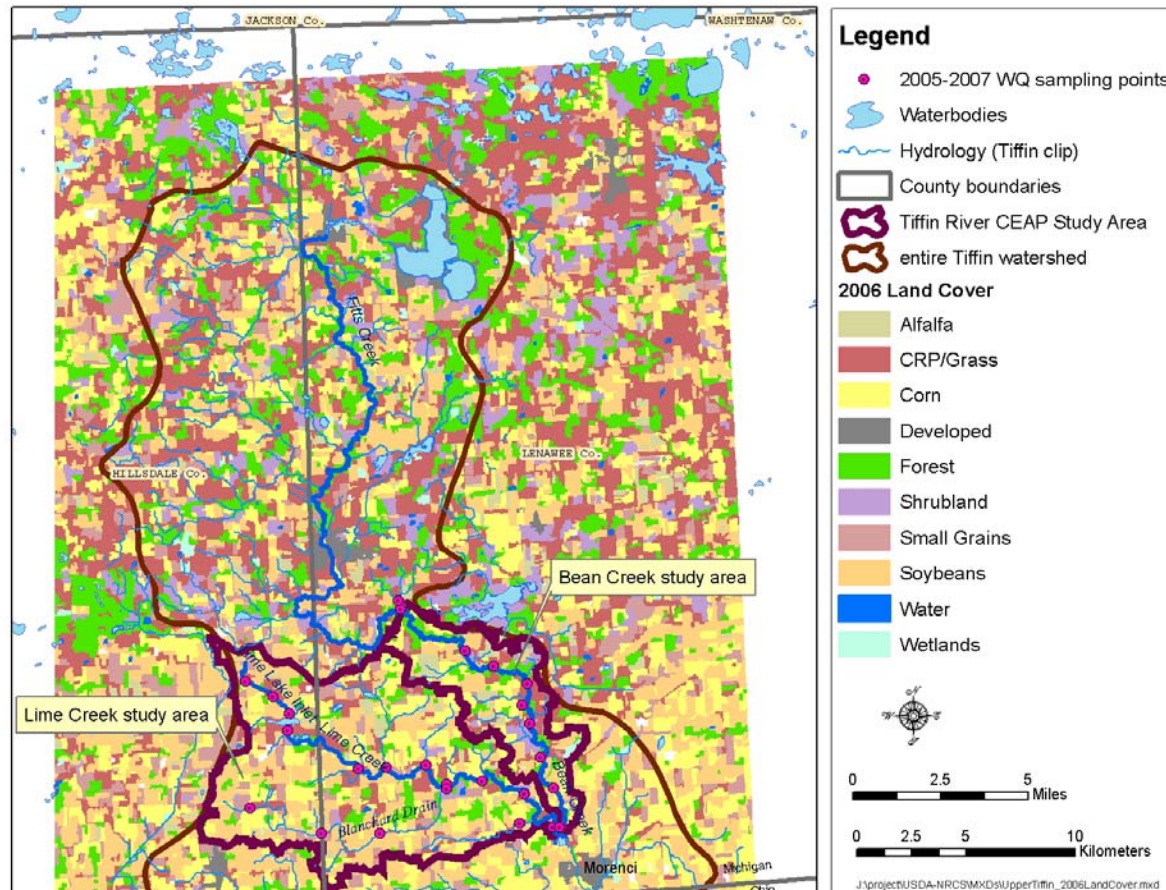 JACKSON Co.
WASHTENAW Co.
Fitts Creek
HILLSDALE Co.
LENAWEE Co.
Bean Creek study area
Lime Lake Inlet
Lime Creek
Lime Creek study area
Bean Creek
Blanchard Drain
Morenci
Michigan
Ohio
Legend
2005-2007 WQ sampling points
Waterbodies
Hydrology (Tiffin clip)
County boundaries
Tiffin River CEAP Study Area
entire Tiffin watershed
2006 Land Cover
Alfalfa
CRP/Grass
Corn
Developed
Forest
Shrubland
Small Grains
Soybeans
Water
Wetlands
N
W
E
S
0 2.5 5
Miles
0 2.5 5 10
Kilometers
J:\project\USDA-NRCS\MXDs\UpperTiffin_2006LandCover.mxd